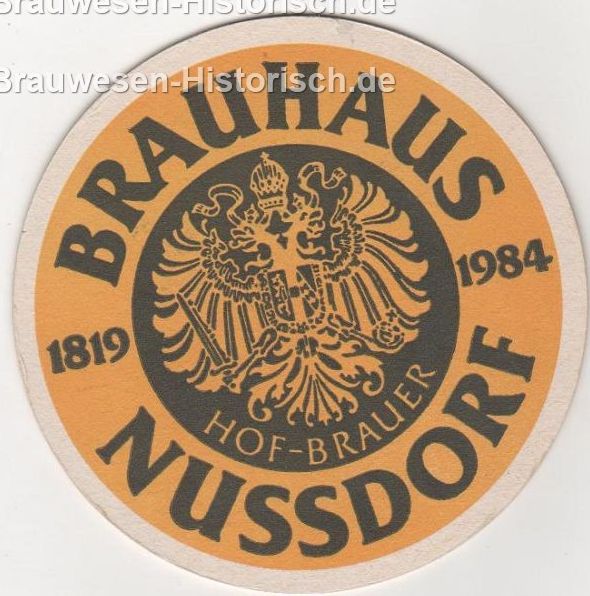 Brauwesen-Historisch.de
Brauwesen-Historisch.de
BRAUHAUS
1819
1984
HOF-BRAUER
NUSSDORF